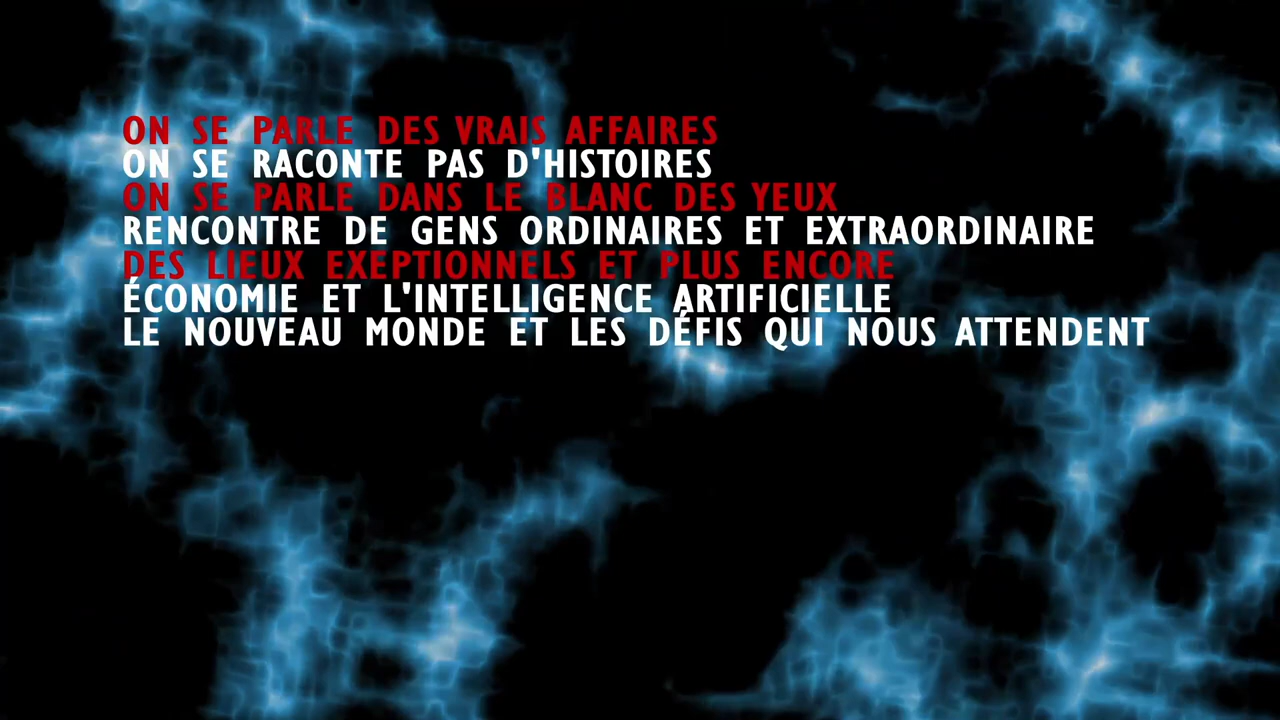 ON SE PARLE DES VRAIS AFFAIRES
ON SE RACONTE PAS D'HISTOIRES
ON SE PARLE DANS LE BLANC DES YEUX
RENCONTRE DE GENS ORDINAIRES ET EXTRAORDINAIRE
DES LIEUX EXEPTIONNELS ET PLUS ENCORE
ÉCONOMIE ET L'INTELLIGENCE ARTIFICIELLE
LE NOUVEAU MONDE ET LES DÉFIS QUI NOUS ATTENDENT